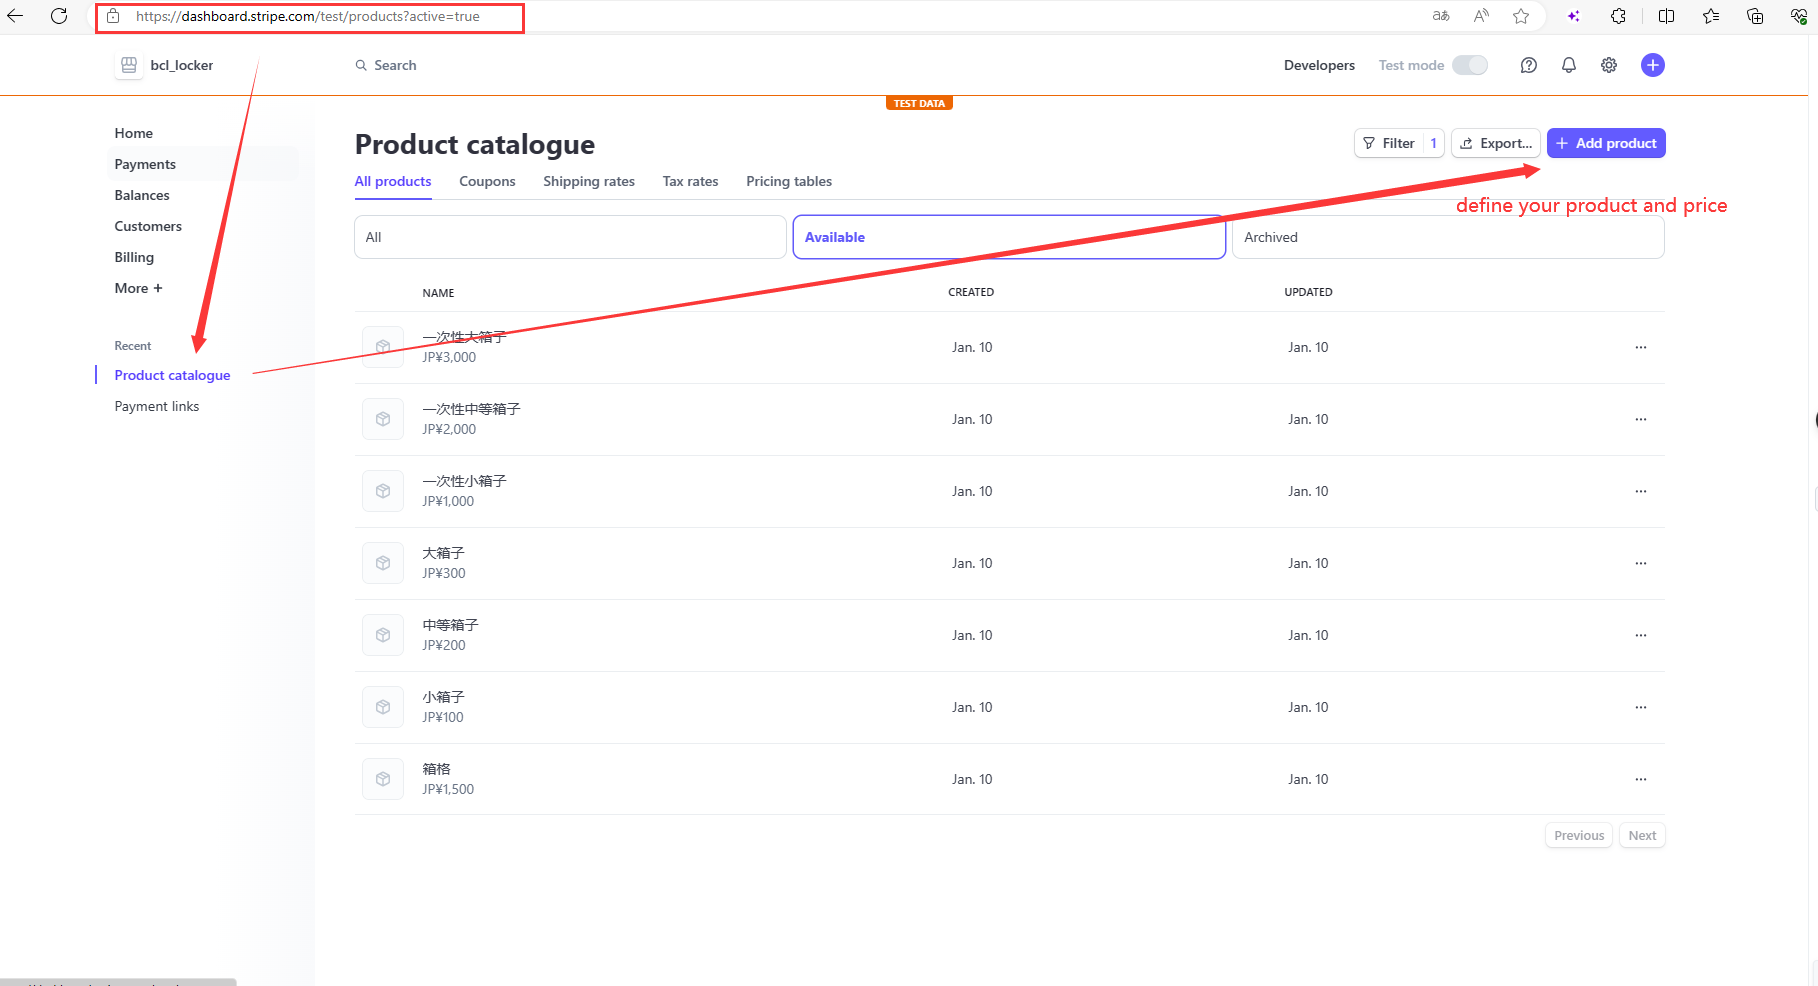 https://dashboard.stripe.com/test/products?active=true
bcl_locker
Search
Developers
Test mode
TEST DATA
Home
Payments
Balances
Customers
Billing
More +
Recent
Product catalogue
Payment links
Product catalogue
Filter 1
Export...
+ Add product
define your product and price
All products
Coupons
Shipping rates
Tax rates
Pricing tables
All
Available
Archived
NAME
CREATED
UPDATED
一次性大箱子
JP¥3,000
Jan. 10
Jan. 10
一次性中等箱子
JP¥2,000
Jan. 10
Jan. 10
一次性小箱子
JP¥1,000
Jan. 10
Jan. 10
大箱子
JP¥300
Jan. 10
Jan. 10
中等箱子
JP¥200
Jan. 10
Jan. 10
小箱子
JP¥100
Jan. 10
Jan. 10
箱格
JP¥1,500
Jan. 10
Jan. 10
Previous
Next